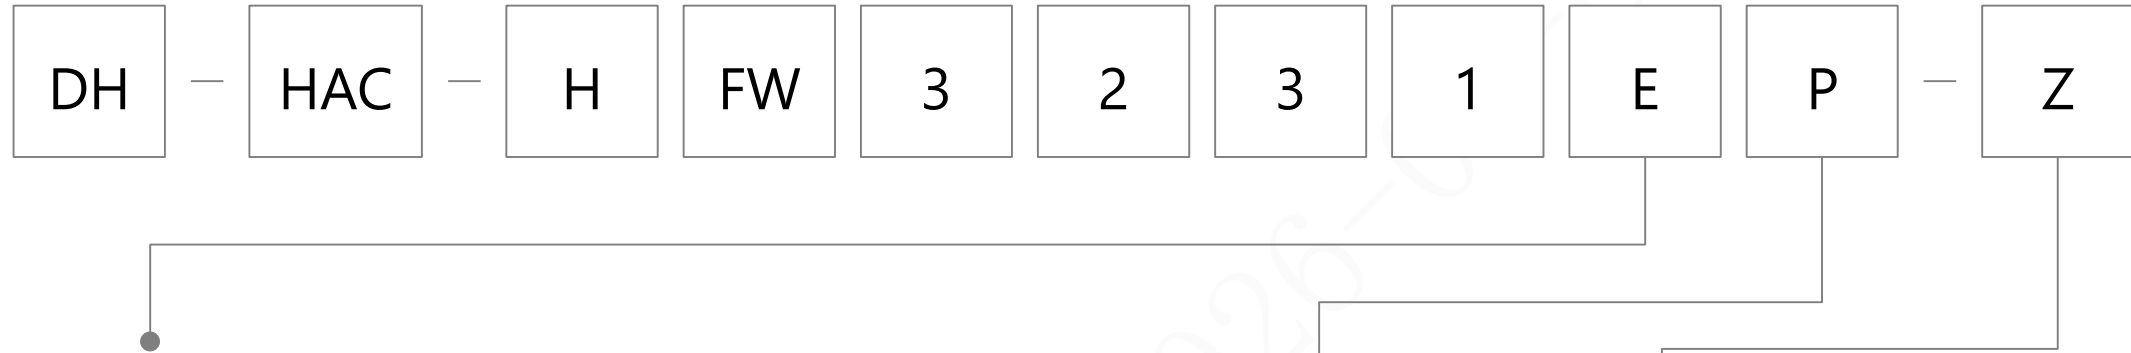 DH — HAC — H FW 3 2 3 1 E P — Z